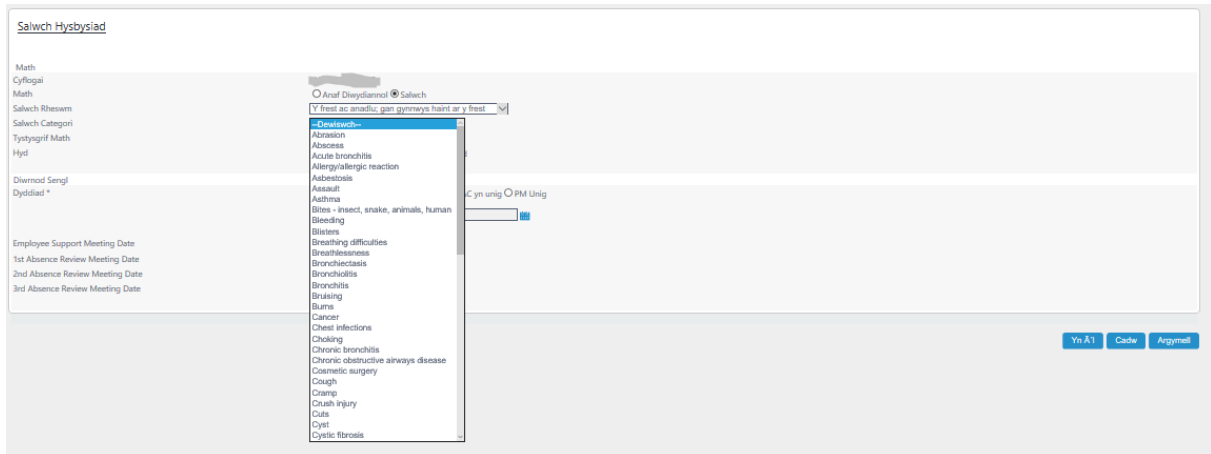 Salwch Hysbysiad
Math
Cyflogai
Math
Anaf Diwydiannol Salwch
Salwch Rheswm
Y frest ac anadlu; gan gynnwys haint ar y frest
Salwch Categori
Tystysgrif Math
Hyd
Diwrnod Sengl
Dyddiad *
C yn unig PM Unig
Employee Support Meeting Date
1st Absence Review Meeting Date
2nd Absence Review Meeting Date
3rd Absence Review Meeting Date
--Dewiswch--
Abrasion
Abscess
Acute bronchitis
Allergy/allergic reaction
Asbestosis
Assault
Asthma
Bites - insect, snake, animals, human
Bleeding
Blisters
Breathing difficulties
Breathlessness
Bronchiectasis
Bronchiolitis
Bronchitis
Bruising
Burns
Cancer
Chest infections
Choking
Chronic bronchitis
Chronic obstructive airways disease
Cosmetic surgery
Cough
Cramp
Crush injury
Cuts
Cyst
Cystic fibrosis
Yn Ã’l
Cadw
Argymell